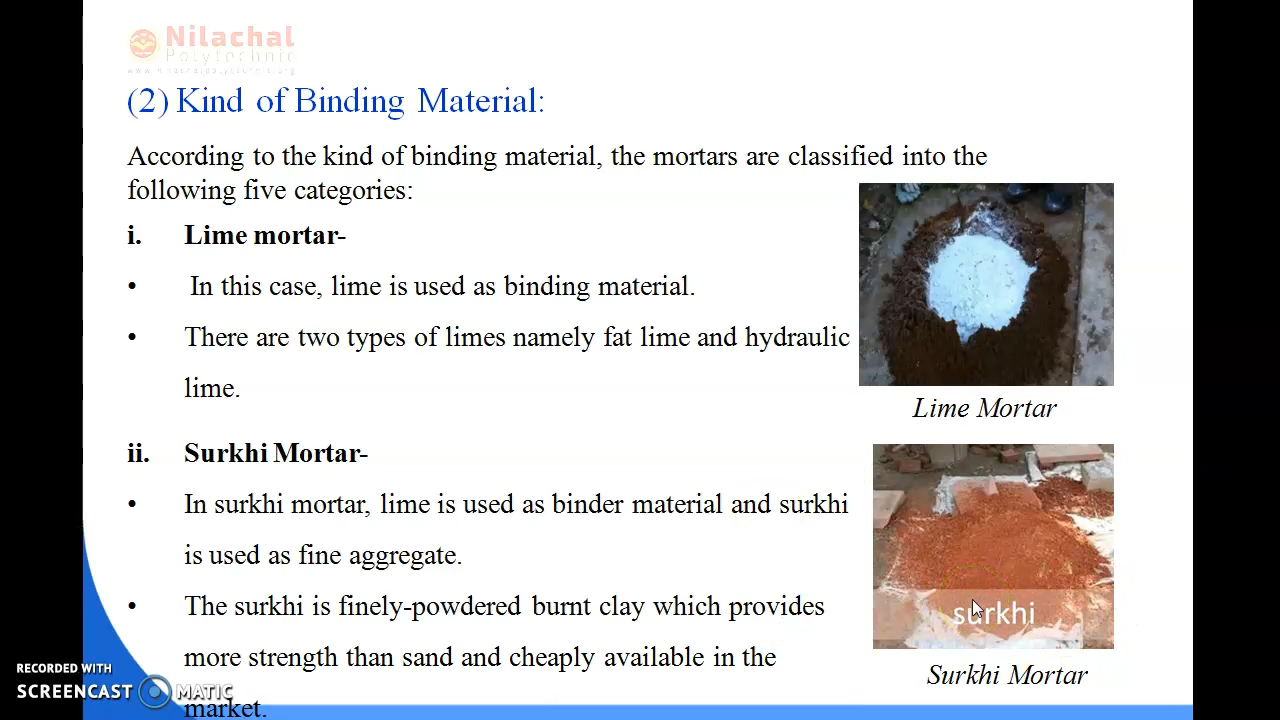 Nilachal
Polytechnic
www.nilachalpolytechnic.org
(2) Kind of Binding Material:
According to the kind of binding material, the mortars are classified into the
following five categories:
i. Lime mortar-
• In this case, lime is used as binding material.
• There are two types of limes namely fat lime and hydraulic
lime.
Lime Mortar
ii. Surkhi Mortar-
• In surkhi mortar, lime is used as binder material and surkhi
is used as fine aggregate.
• The surkhi is finely-powdered burnt clay which provides
more strength than sand and cheaply available in the
market.
surkhi
Surkhi Mortar
RECORDED WITH
SCREENCAST MATIC